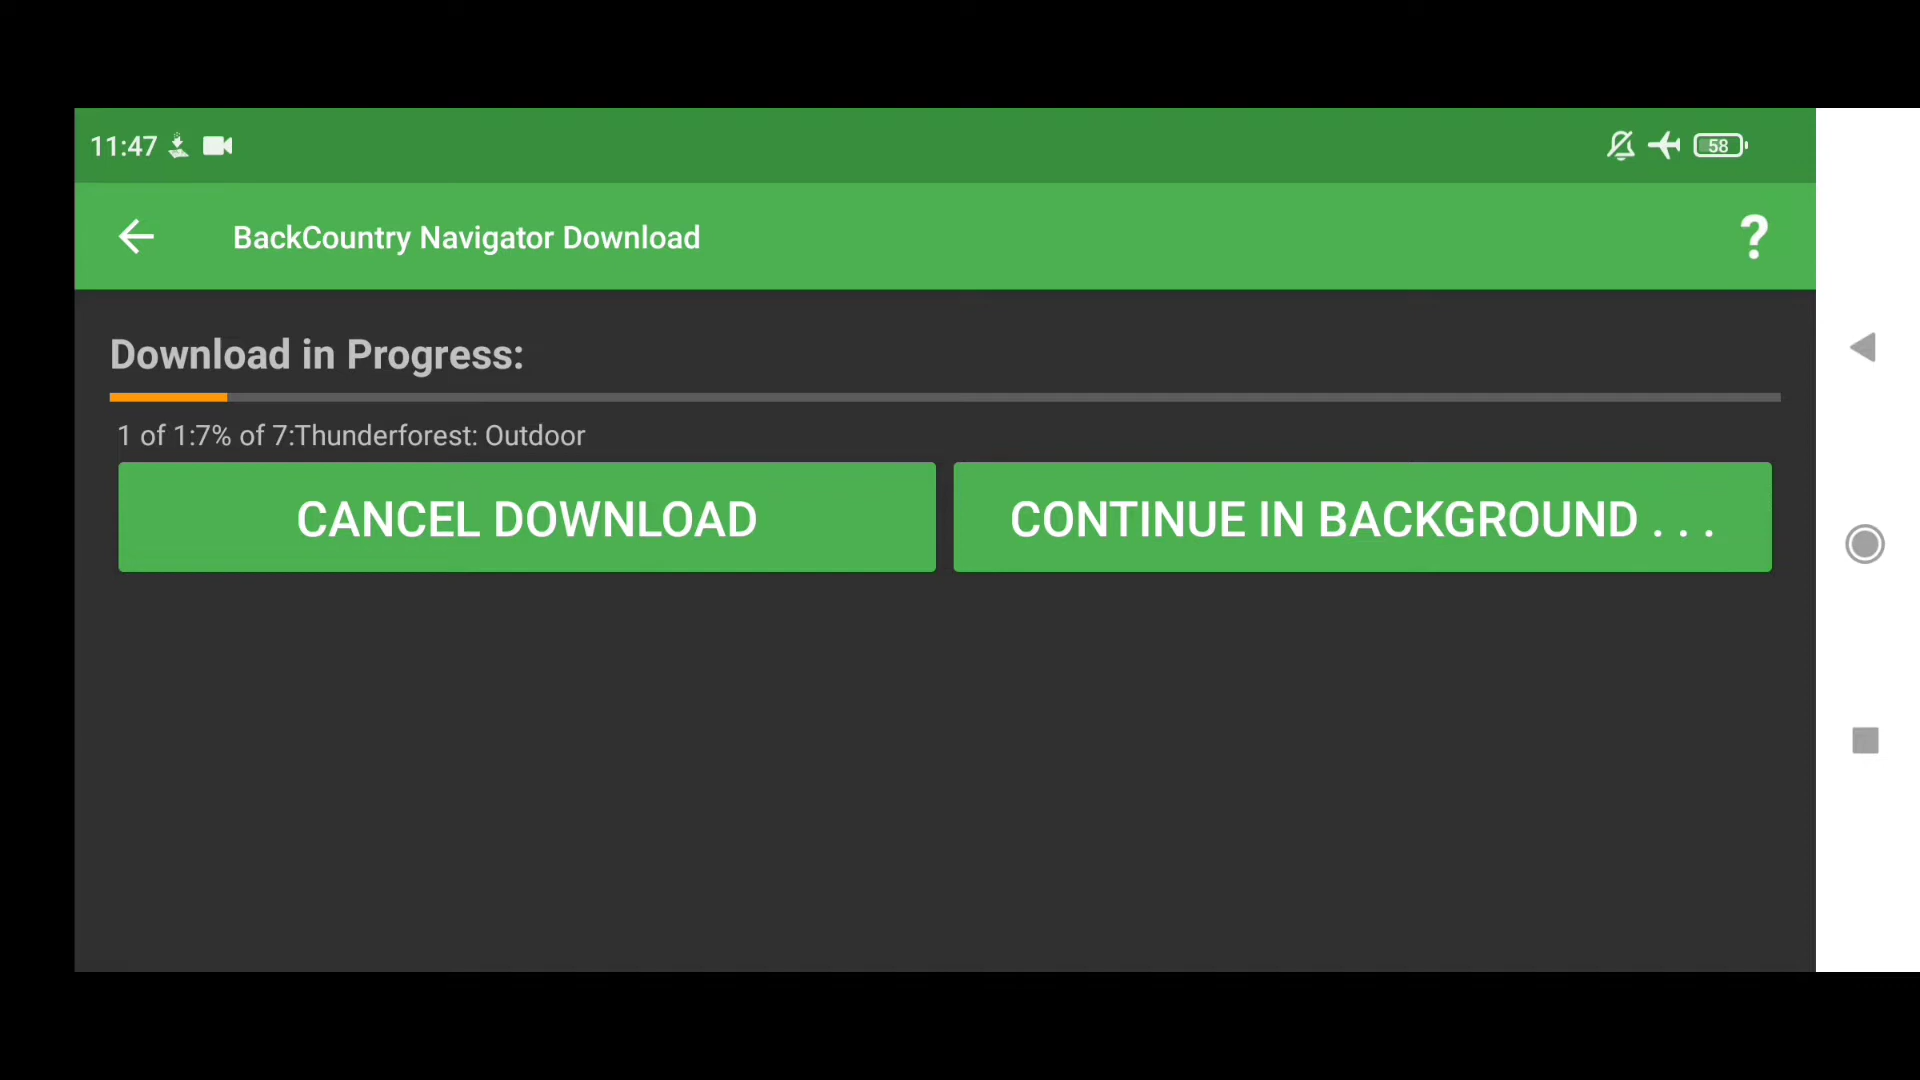 11:47
58
BackCountry Navigator Download
?
Download in Progress:
1 of 1:7% of 7:Thunderforest: Outdoor
CANCEL DOWNLOAD
CONTINUE IN BACKGROUND . . .